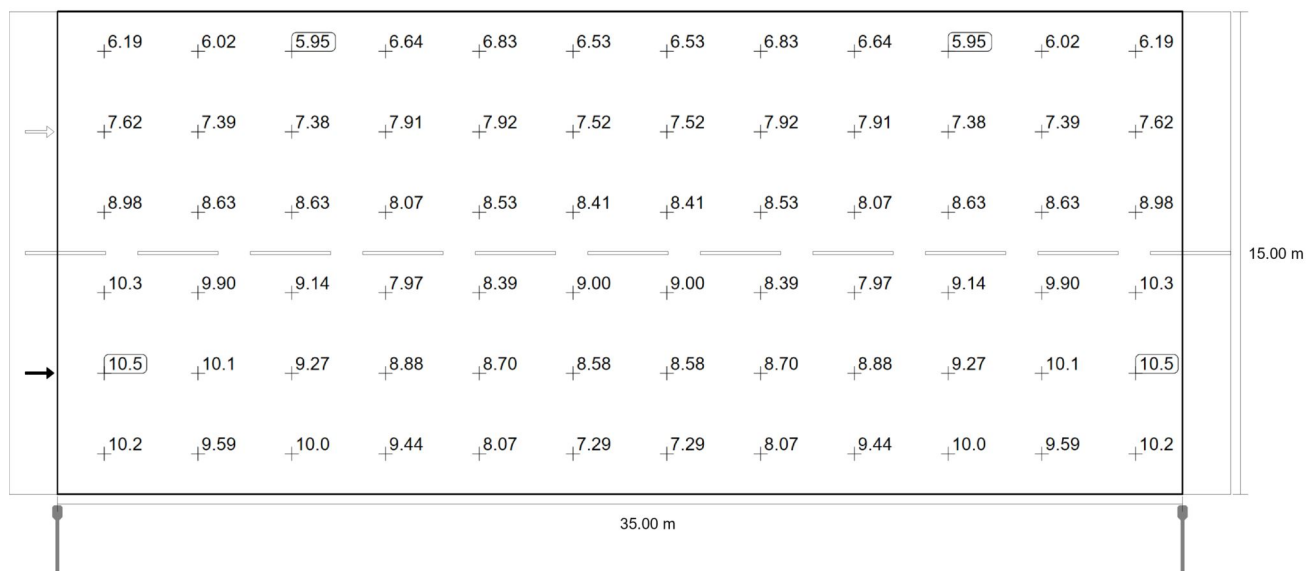 6.19 6.02 5.95 6.64 6.83 6.53 6.53 6.83 6.64 5.95 6.02 6.19
7.62 7.39 7.38 7.91 7.92 7.52 7.52 7.92 7.91 7.38 7.39 7.62
8.98 8.63 8.63 8.07 8.53 8.41 8.41 8.53 8.07 8.63 8.63 8.98
15.00 m
10.3 9.90 9.14 7.97 8.39 9.00 9.00 8.39 7.97 9.14 9.90 10.3
10.5 10.1 9.27 8.88 8.70 8.58 8.58 8.70 8.88 9.27 10.1 10.5
10.2 9.59 10.0 9.44 8.07 7.29 7.29 8.07 9.44 10.0 9.59 10.2
35.00 m